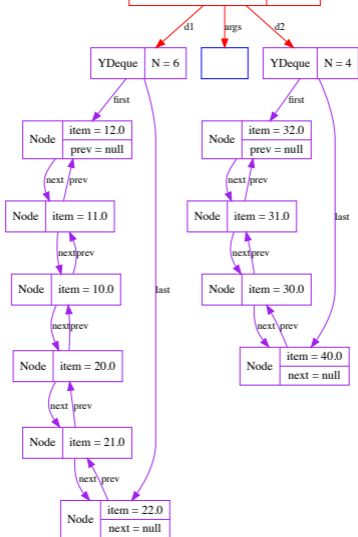 d1 args d2
YDeque N = 6 YDeque N = 4
first first
Node item = 12.0 prev = null Node item = 32.0 prev = null
next prev next prev
Node item = 11.0 Node item = 31.0
next prev last next prev
Node item = 10.0 last Node item = 30.0
next prev next prev
Node item = 20.0 Node item = 40.0 next = null
next prev
Node item = 21.0
next prev
Node item = 22.0 next = null